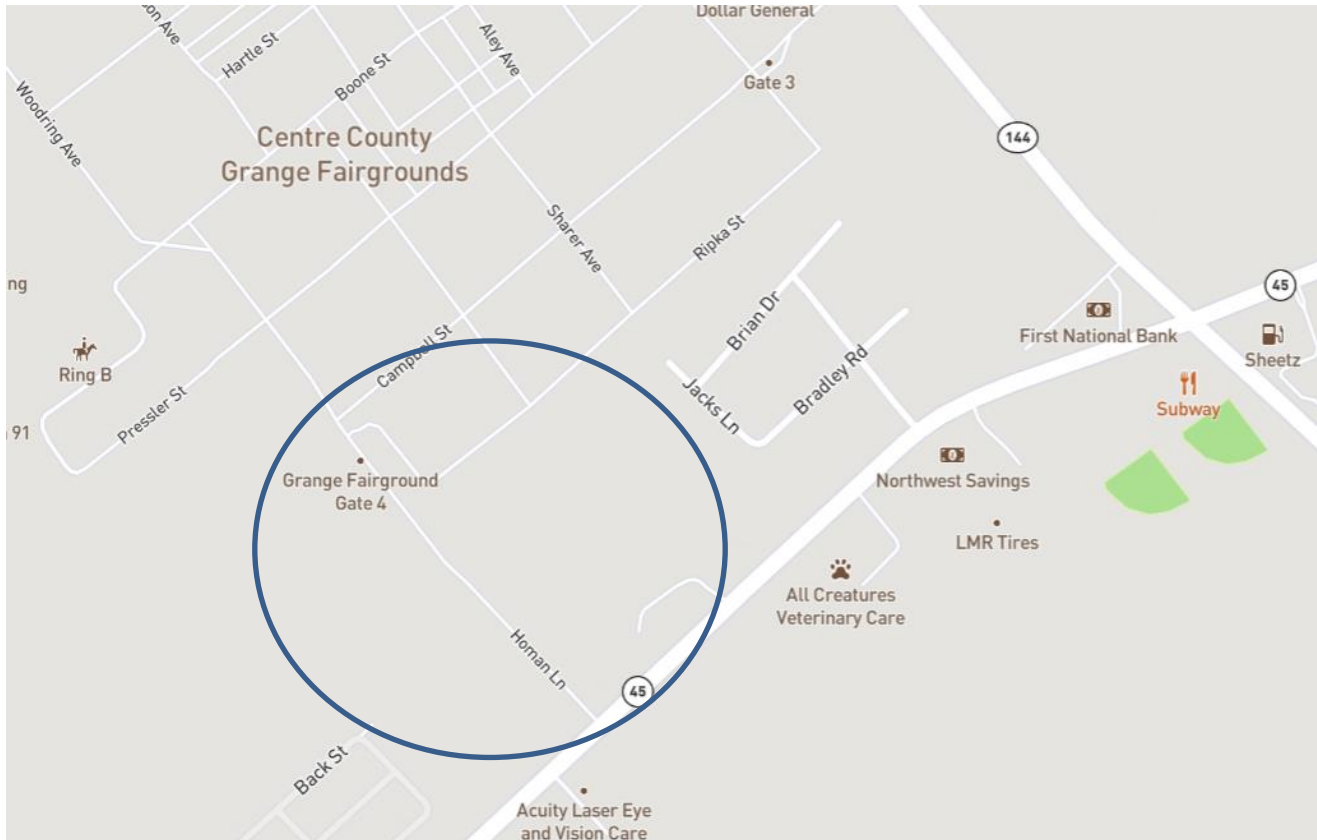 Dollar General
Hartle St
Aley Ave
Boone St
Gate 3
Woodring Ave
144
Centre County
Grange Fairgrounds
Sharer Ave
Ripka St
45
Brian Dr
First National Bank
Sheetz
Ring B
Campbell St
Bradley Rd
Jacks Ln
Subway
Pressler St
91
Grange Fairground
Gate 4
Northwest Savings
LMR Tires
All Creatures
Veterinary Care
Homan Ln
45
Back St
Acuity Laser Eye
and Vision Care